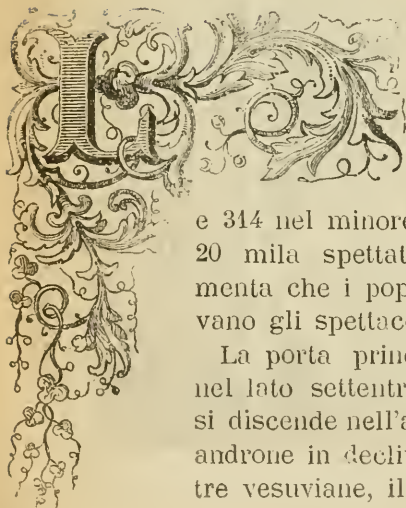 L
e 314 nel minore
20 mila spettat
menta che i pop
vano gli spettac
La porta princ
nel lato settentr
si discende nell'a
androne in decliv
tre vesuviane, il